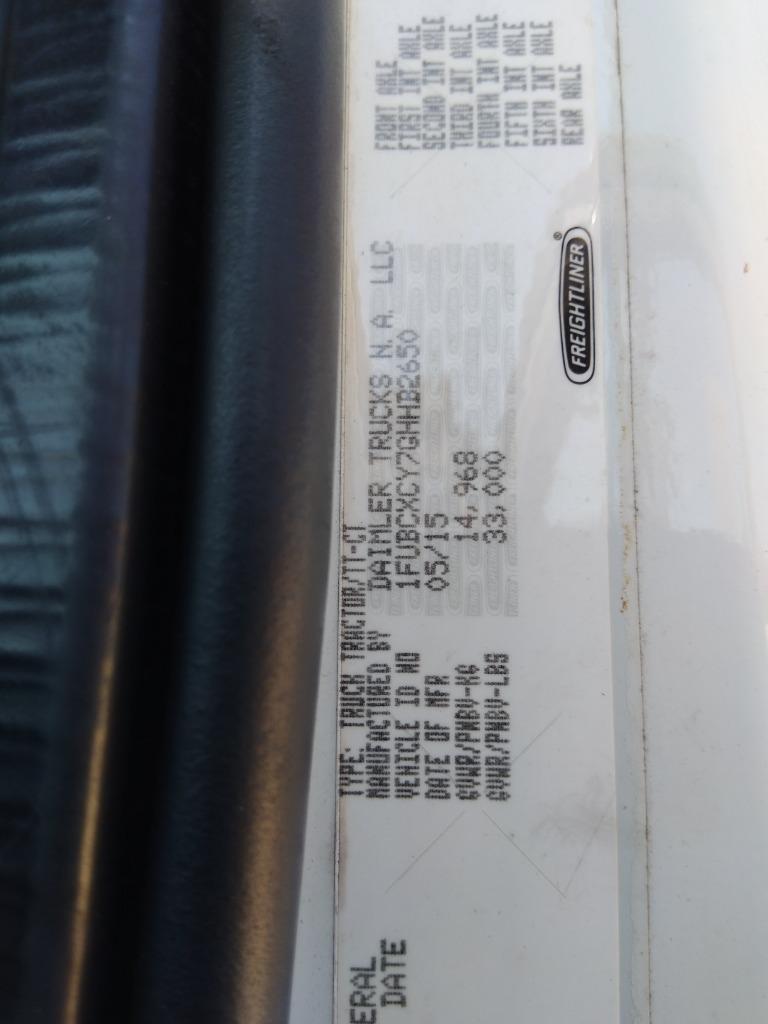 TYPE: TRUCK TRACTOR/TT-CT
MANUFACTURED BY DAIMLER TRUCKS N.A. LLC
VEHICLE ID NO 1FUBCXCY7GHHB2650
DATE OF MFR 05/15
GVWR/PNBV-KG 14,968
GVWR/PNBV-LBS 33,000
FRONT AXLE
FIRST INT AXLE
SECOND INT AXLE
THIRD INT AXLE
FOURTH INT AXLE
FIFTH INT AXLE
SIXTH INT AXLE
REAR AXLE
FREIGHTLINER®
ERAL
DATE